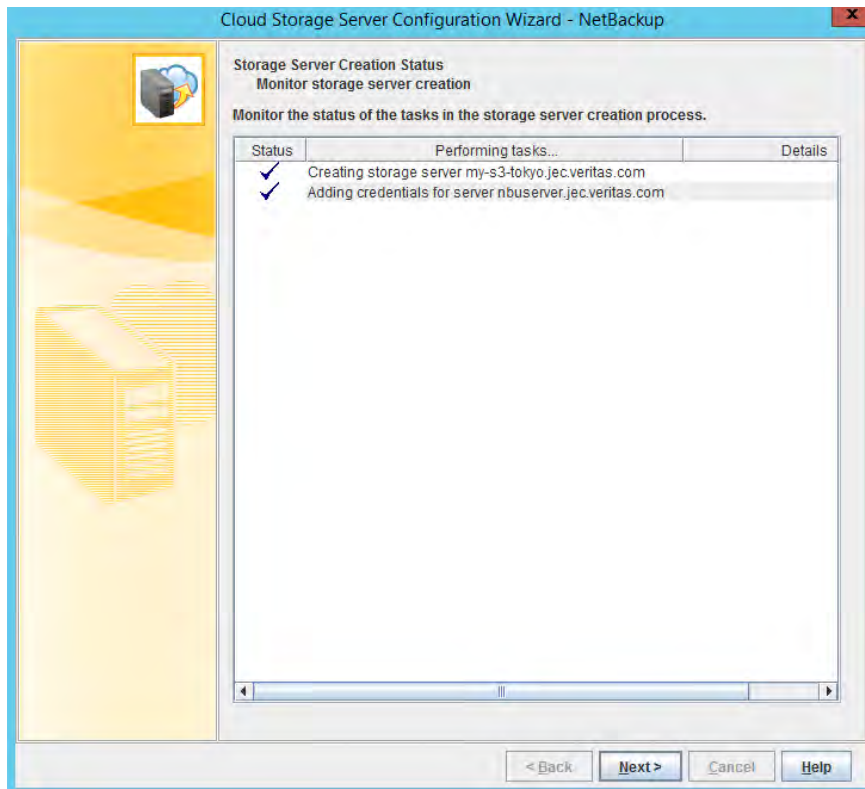 Cloud Storage Server Configuration Wizard - NetBackup
x
Storage Server Creation Status
Monitor storage server creation
Monitor the status of the tasks in the storage server creation process.
Status Performing tasks... Details
Creating storage server my-s3-tokyo.jec.veritas.com
Adding credentials for server nbuserver.jec.veritas.com
< Back Next > Cancel Help